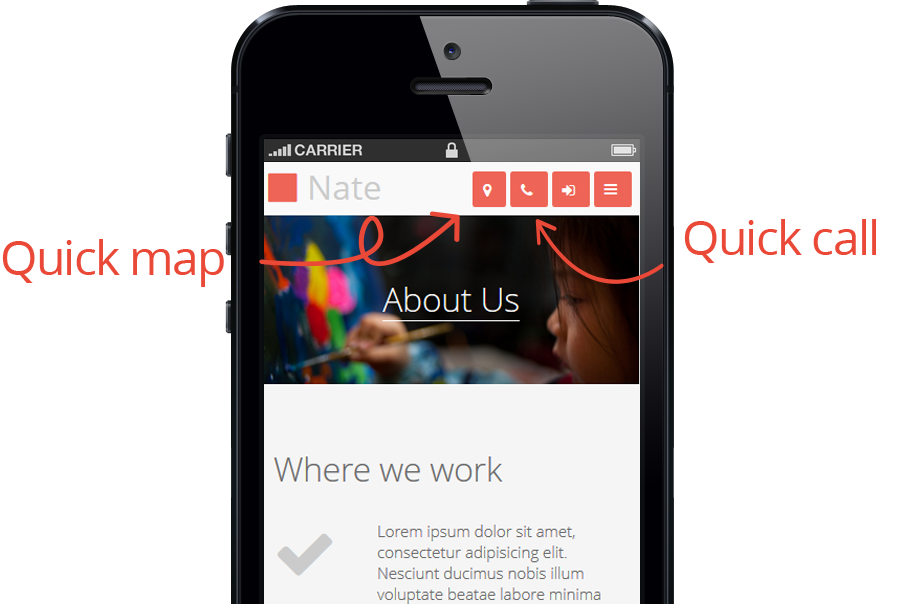 CARRIER
Nate
Quick map
Quick call
About Us
Where we work
Lorem ipsum dolor sit amet,
consectetur adipisicing elit.
Nesciunt ducimus nobis illum
voluptate beatae labore minima